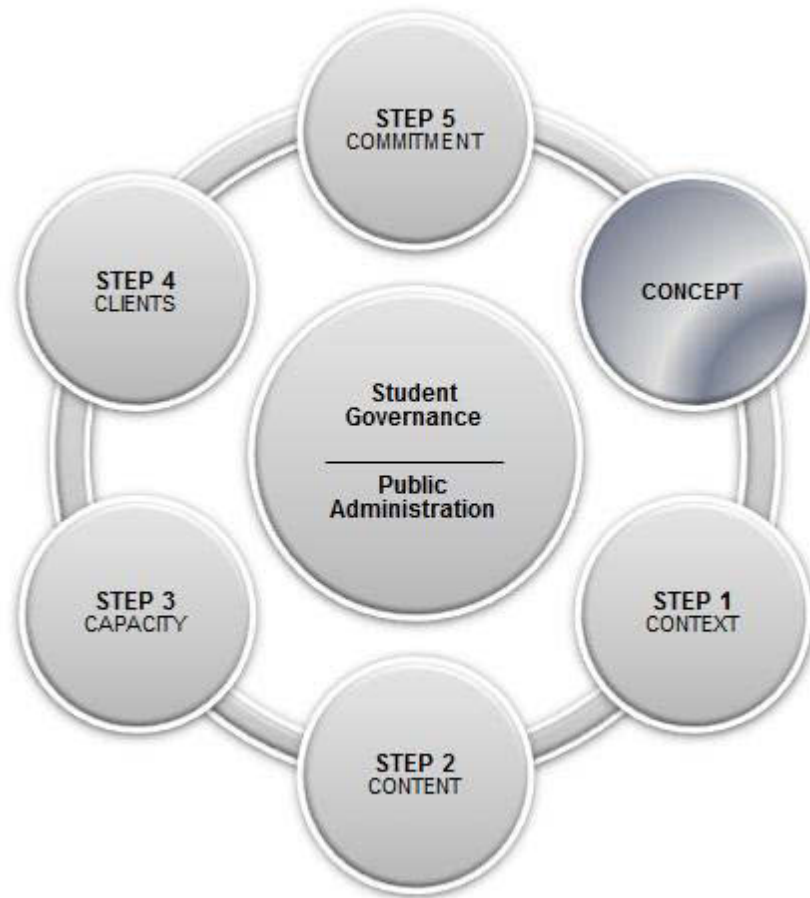 STEP 5
COMMITMENT
CONCEPT
STEP 4
CLIENTS
Student
Governance
Public
Administration
STEP 3
CAPACITY
STEP 1
CONTEXT
STEP 2
CONTENT